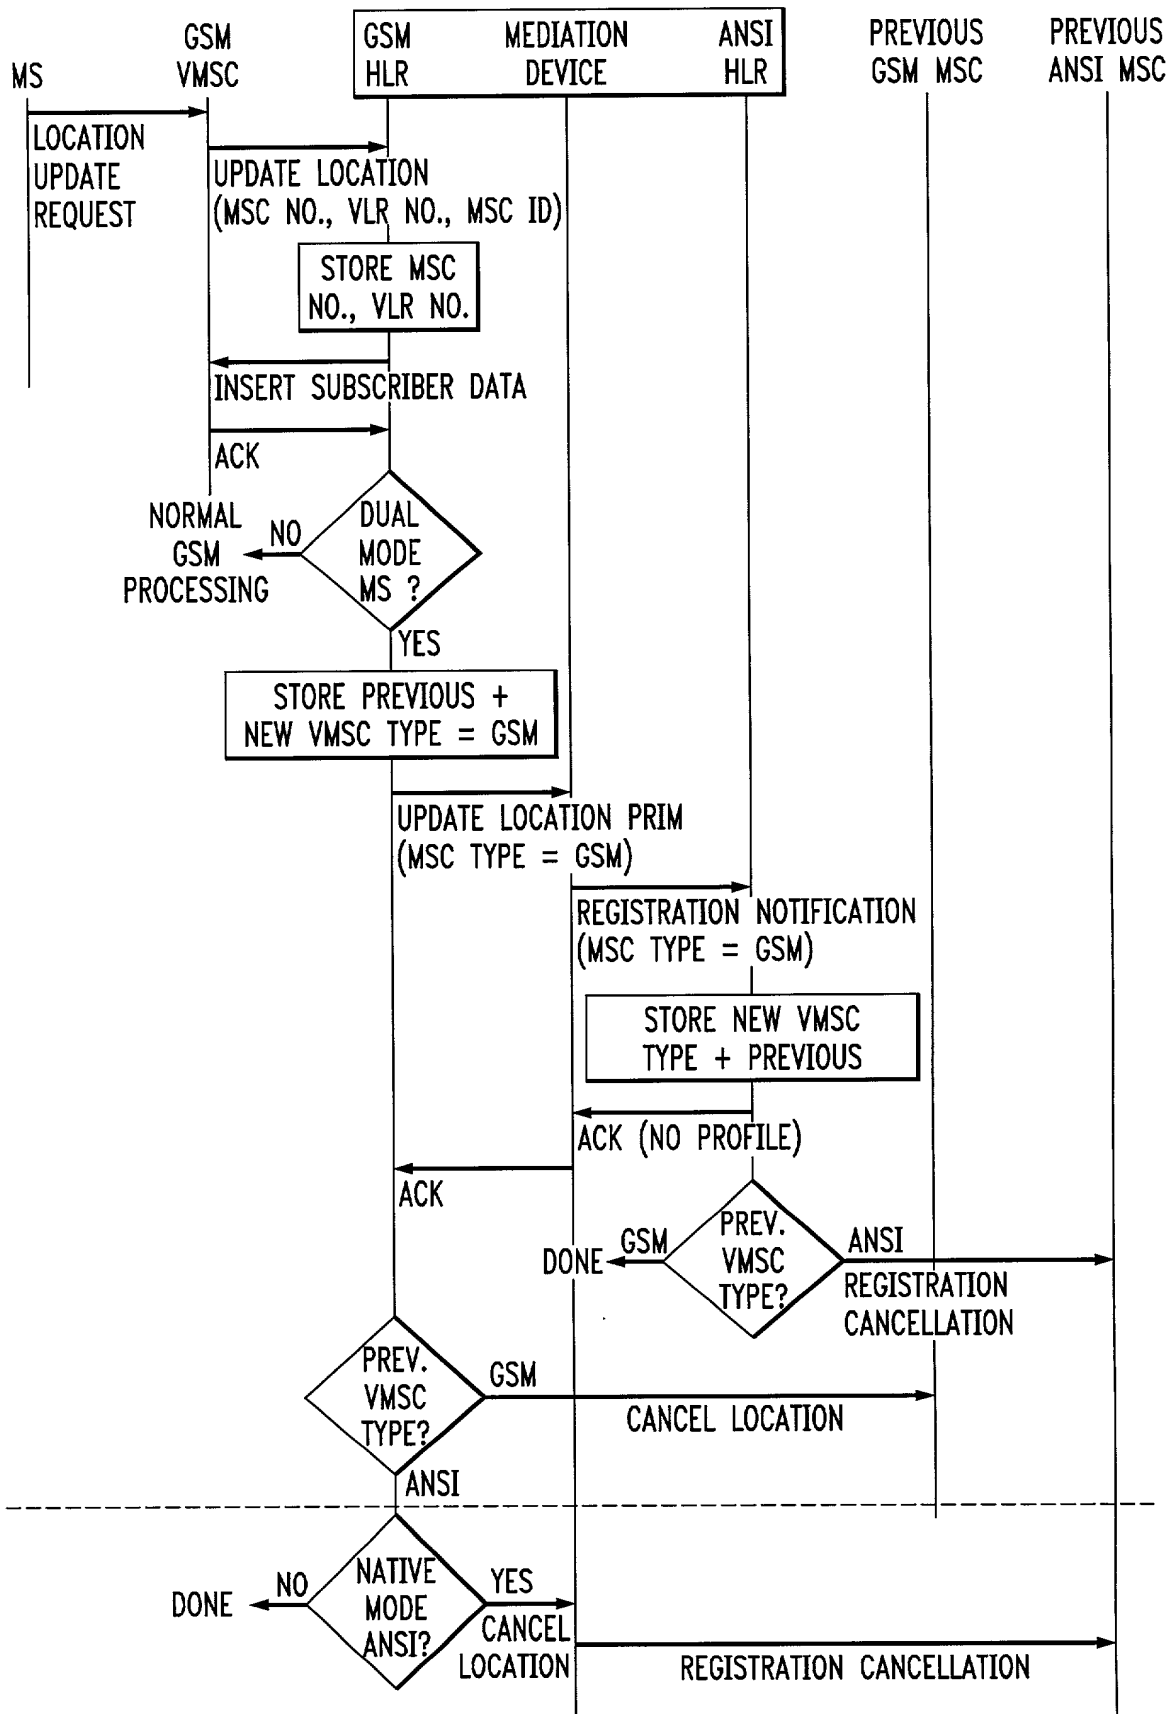 MS
GSM
VMSC
GSM
HLR
MEDIATION
DEVICE
ANSI
HLR
PREVIOUS
GSM MSC
PREVIOUS
ANSI MSC
LOCATION
UPDATE
REQUEST
UPDATE LOCATION
(MSC NO., VLR NO., MSC ID)
STORE MSC
NO., VLR NO.
INSERT SUBSCRIBER DATA
ACK
DUAL
MODE
MS ?
NO
NORMAL
GSM
PROCESSING
YES
STORE PREVIOUS +
NEW VMSC TYPE = GSM
UPDATE LOCATION PRIM
(MSC TYPE = GSM)
REGISTRATION NOTIFICATION
(MSC TYPE = GSM)
STORE NEW VMSC
TYPE + PREVIOUS
ACK (NO PROFILE)
ACK
PREV.
VMSC
TYPE?
GSM
DONE
ANSI
REGISTRATION
CANCELLATION
PREV.
VMSC
TYPE?
GSM
CANCEL LOCATION
ANSI
NATIVE
MODE
ANSI?
NO
DONE
YES
CANCEL
LOCATION
REGISTRATION CANCELLATION